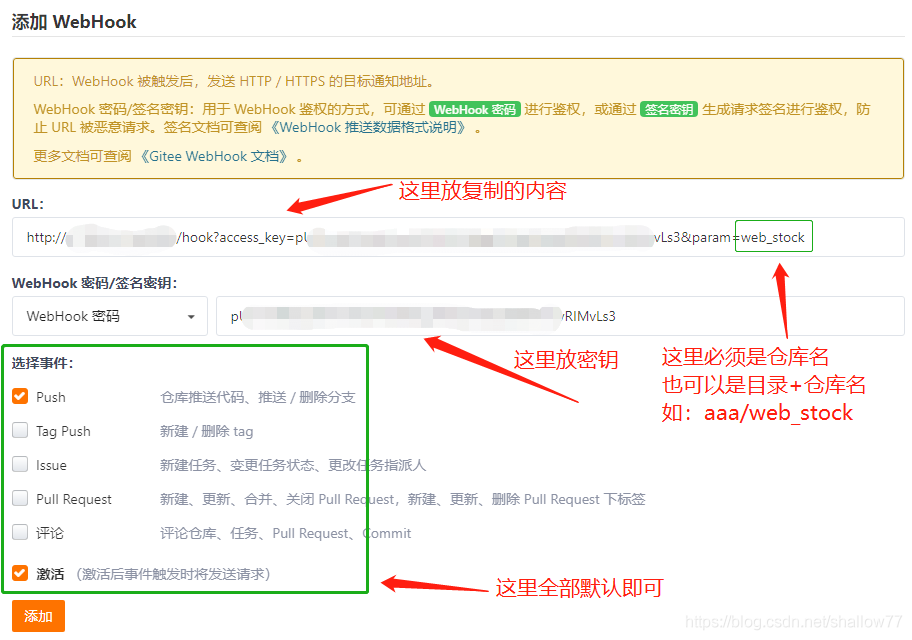 添加 WebHook
URL：WebHook 被触发后，发送 HTTP / HTTPS 的目标通知地址。
WebHook 密码/签名密钥：用于 WebHook 鉴权的方式，可通过 WebHook 密码 进行鉴权，或通过 签名密钥 生成请求签名进行鉴权，防
止 URL 被恶意请求。签名文档可查阅 《WebHook 推送数据格式说明》 。
更多文档可查阅 《Gitee WebHook 文档》 。
这里放复制的内容
URL：
http:// /hook?access_key=pU vLs3&param=web_stock
WebHook 密码/签名密钥：
WebHook 密码
p yRIMvLs3
这里放密钥
这里必须是仓库名
也可以是目录+仓库名
如：aaa/web_stock
选择事件：
Push 仓库推送代码、推送 / 删除分支
Tag Push 新建 / 删除 tag
Issue 新建任务、变更任务状态、更改任务指派人
Pull Request 新建、更新、合并、关闭 Pull Request，新建、更新、删除 Pull Request 下标签
评论 评论仓库、任务、Pull Request、Commit
激活 （激活后事件触发时将发送请求）
这里全部默认即可
添加
https://blog.csdn.net/shallow77